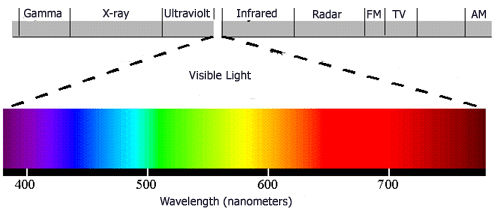 Gamma X-ray Ultraviolt Infrared Radar FM TV AM
Visible Light
400 500 600 700
Wavelength (nanometers)